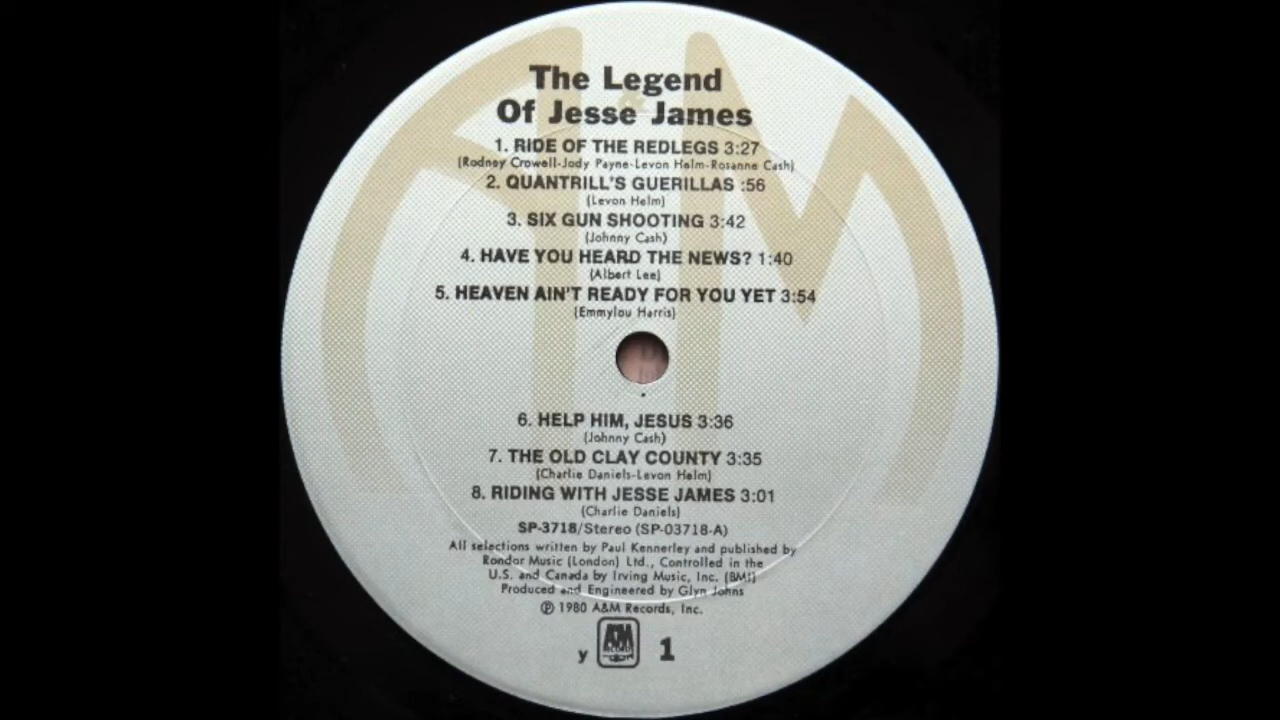 The Legend
Of Jesse James
1. RIDE OF THE REDLEGS 3:27
(Rodney Crowell-Jody Payne-Levon Helm-Rosanne Cash)
2. QUANTRILL'S GUERILLAS :56
(Levon Helm)
3. SIX GUN SHOOTING 3:42
(Johnny Cash)
4. HAVE YOU HEARD THE NEWS? 1:40
(Albert Lee)
5. HEAVEN AIN'T READY FOR YOU YET 3:54
(Emmylou Harris)
6. HELP HIM, JESUS 3:36
(Johnny Cash)
7. THE OLD CLAY COUNTY 3:35
(Charlie Daniels-Levon Helm)
8. RIDING WITH JESSE JAMES 3:01
(Charlie Daniels)
SP-3718/Stereo (SP-03718-A)
All selections written by Paul Kennerley and published by
Rondor Music (London) Ltd., Controlled in the
U.S. and Canada by Irving Music, Inc. (BMI)
Produced and Engineered by Glyn Johns
℗ 1980 A&M Records, Inc.
y A&M RECORDS 1